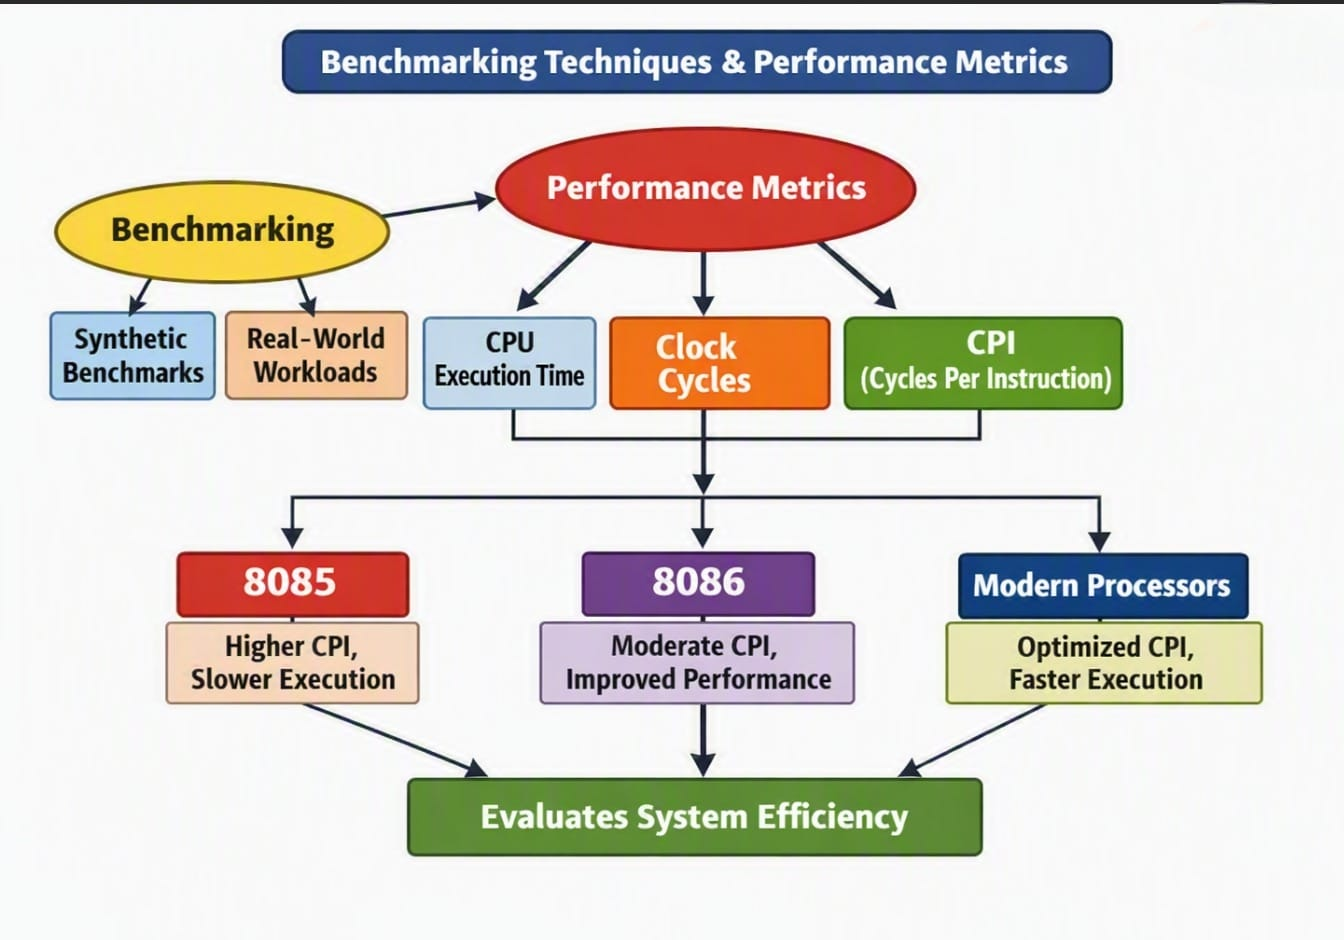 Benchmarking Techniques & Performance Metrics
Performance Metrics
Benchmarking
Synthetic
Benchmarks
Real-World
Workloads
CPU
Execution Time
Clock
Cycles
CPI
(Cycles Per Instruction)
8085
Higher CPI,
Slower Execution
8086
Moderate CPI,
Improved Performance
Modern Processors
Optimized CPI,
Faster Execution
Evaluates System Efficiency